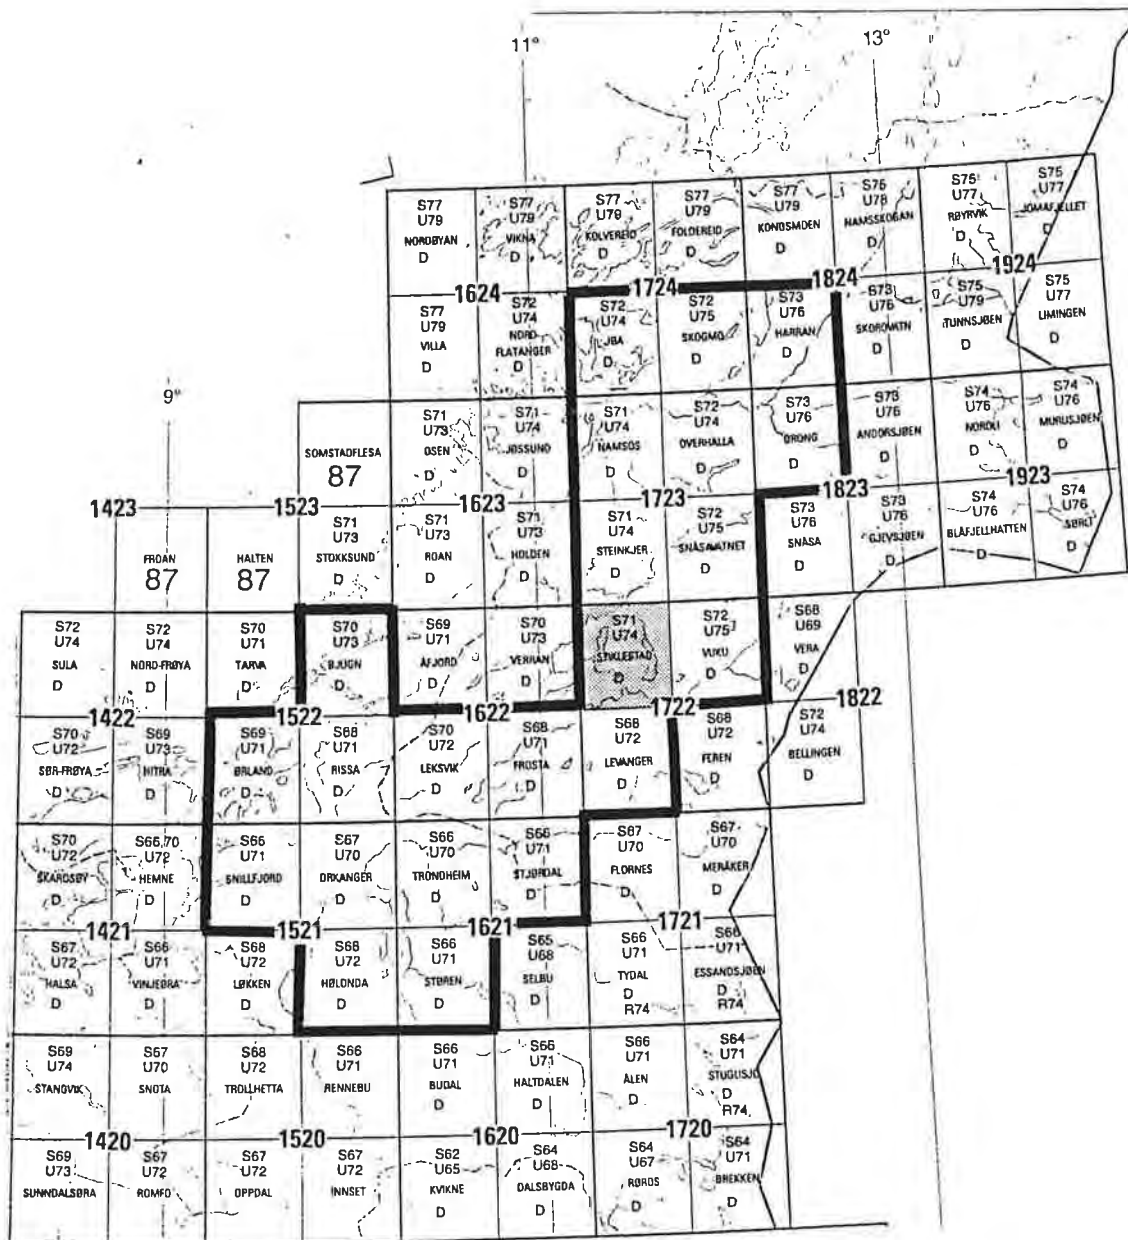 11°
13°
S77
U79
NORDØYAN
D
S77
U79
VIKNA
D
S77
U79
KOLVEREID
D
S77
U79
FOLDEREID
D
S77
U79
KONGSMOEN
D
S75
U78
NAMSSKOGAN
D
S75
U77
RØYRVIK
D
S75
U77
JOMAFJELLET
D
1624
1724
1824
1924
S77
U79
VILLA
D
S72
U74
NORD-
FLATANGER
D
S72
U74
D
S72
U75
SKOGMO
D
S73
U76
HARRAN
D
S73
U76
SKOROVATN
D
S75
U79
TUNNSJØEN
D
S75
U77
LIMINGEN
D
9°
SOMSTADFLESA
87
S71
U73
OSEN
D
S71
U74
JØSSUND
D
S71
U74
NAMSOS
D
S72
U74
OVERHALLA
D
S73
U76
GRONG
D
S73
U76
ANDORSJØEN
D
S74
U76
NORDLI
D
S74
U76
MURUSJØEN
D
1423
1523
1623
1723
1823
1923
FROAN
87
HALTEN
87
S71
U73
STOKKSUND
D
S71
U73
ROAN
D
S71
U73
HOLDEN
D
S71
U74
STEINKJER
D
S72
U75
SNÅSAVATNET
D
S73
U76
SNÅSA
D
S73
U76
GJEVSJØEN
D
S74
U76
BLÅFJELLHATTEN
D
S74
U76
SØRLI
D
S72
U74
SULA
D
S72
U74
NORD-FRØYA
D
S70
U71
TARVA
D
S70
U73
BJUGN
D
S69
U71
ÅFJORD
D
S70
U73
VERRAN
D
S71
U74
STIKLESTAD
D
S72
U75
VUKU
D
S68
U69
VERA
D
1422
1522
1622
1722
1822
S70
U72
SØR-FRØYA
D
S69
U73
HITRA
D
S69
U71
ØRLAND
D
S68
U71
RISSA
D
S70
U72
LEKSVIK
D
S68
U71
FROSTA
D
S68
U72
LEVANGER
D
S68
U72
FEREN
D
S72
U74
BELLINGEN
D
S70
U72
SKARDSØY
D
S66,70
U72
HEMNE
D
S66
U71
SNILLFJORD
D
S67
U70
ORKANGER
D
S66
U70
TRONDHEIM
D
S66
U71
STJØRDAL
D
S67
U70
FLORNES
D
S67
U70
MERÅKER
D
1421
1521
1621
1721
S67
U72
HALSA
D
S66
U71
VINJEØRA
D
S68
U72
LØKKEN
D
S68
U72
HØLONDA
D
S66
U71
STØREN
D
S65
U68
SELBU
D
S66
U71
TYDAL
D
R74
S66
U71
ESSANDSJØEN
D
R74
S69
U74
STANGVIK
D
S67
U70
SNOTA
S68
U72
TROLLHETTA
S66
U71
RENNEBU
S66
U71
BUDAL
D
S66
U71
HALTDALEN
D
S66
U71
ÅLEN
D
S64
U71
STUGUSJØ
D
R74
1420
1520
1620
1720
S69
U73
SUNNDALSØRA
S67
U72
ROMFO
S67
U72
OPPDAL
S67
U72
INNSET
S62
U65
KVIKNE
D
S64
U68
DALSBYGDA
D
S64
U67
RØROS
D
S64
U71
BREKKEN
D